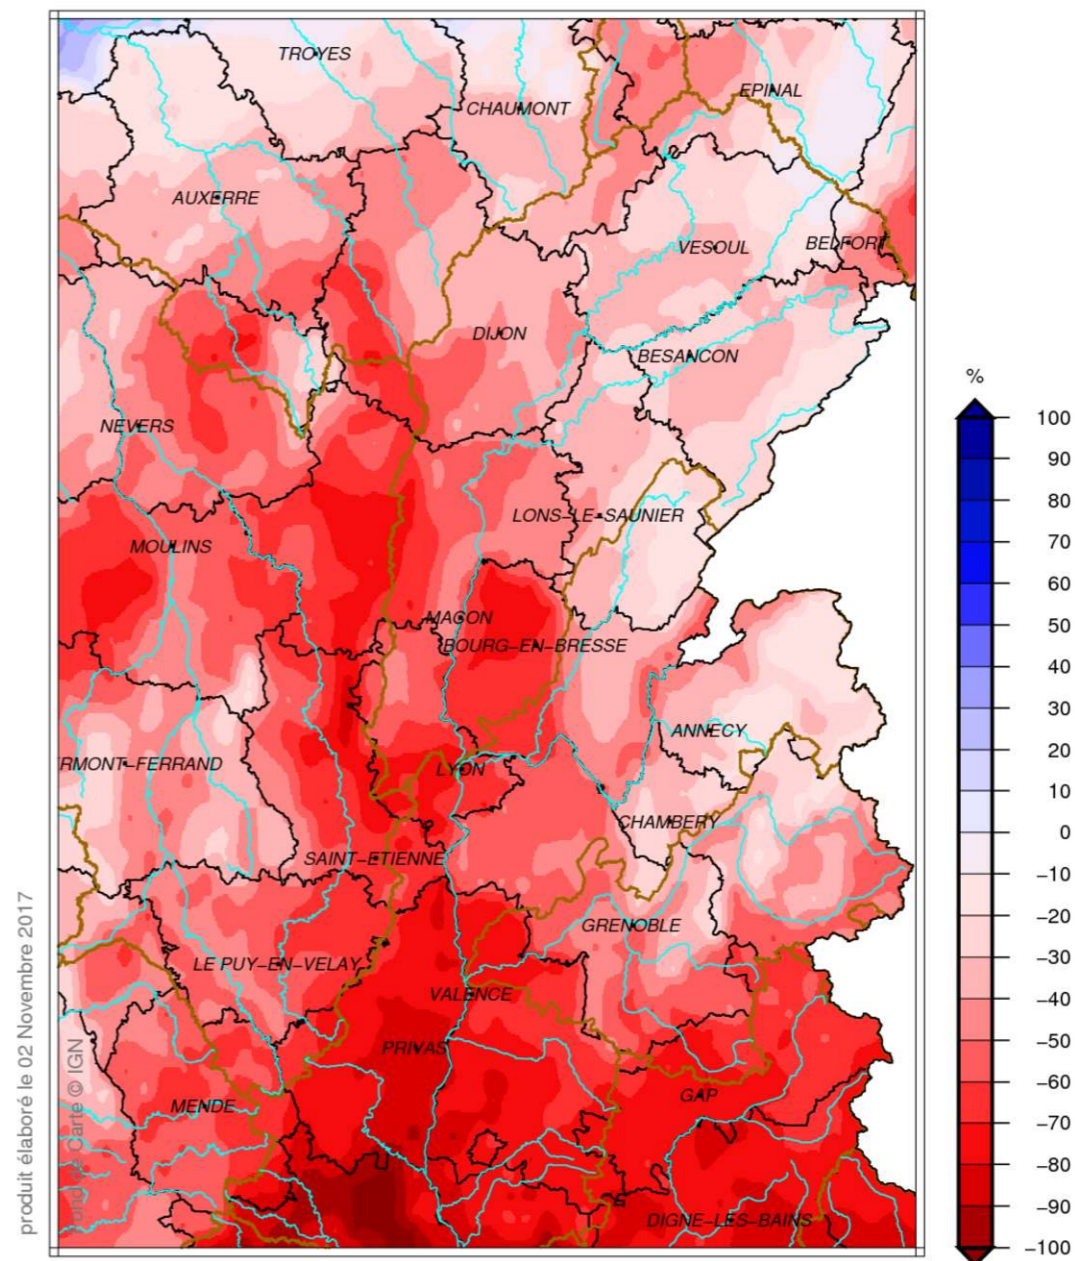 TROYES
EPINAL
CHAUMONT
AUXERRE
VESOUL
BELFORT
DIJON
BESANCON
NEVERS
LONS-LE-SAUNIER
MOULINS
MACON
BOURG-EN-BRESSE
ANNECY
RMONT-FERRAND
LYON
CHAMBERY
SAINT-ETIENNE
GRENOBLE
LE PUY-EN-VELAY
VALENCE
PRIVAS
GAP
MENDE
DIGNE-LES-BAINS
%
100
90
80
70
60
50
40
30
20
10
0
-10
-20
-30
-40
-50
-60
-70
-80
-90
-100
produit élaboré le 02 Novembre 2017
Fond de Carte © IGN